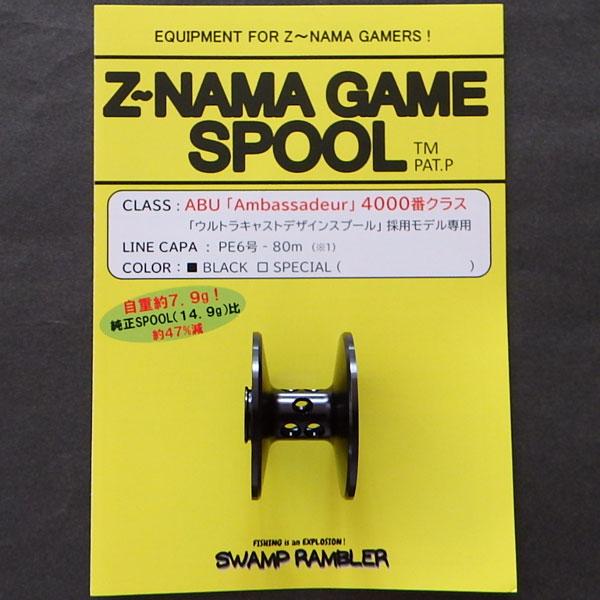 EQUIPMENT FOR Z～NAMA GAMERS！
Z~NAMA GAME
SPOOL TM
PAT.P
CLASS : ABU「Ambassadeur」4000番クラス
「ウルトラキャストデザインスプール」採用モデル専用
LINE CAPA : PE6号 - 80m (※1)
COLOR : ■ BLACK □ SPECIAL ( )
自重約7.9g！
純正SPOOL(14.9g)比
約47%減
FISHING is an EXPLOSION!
SWAMP RAMBLER